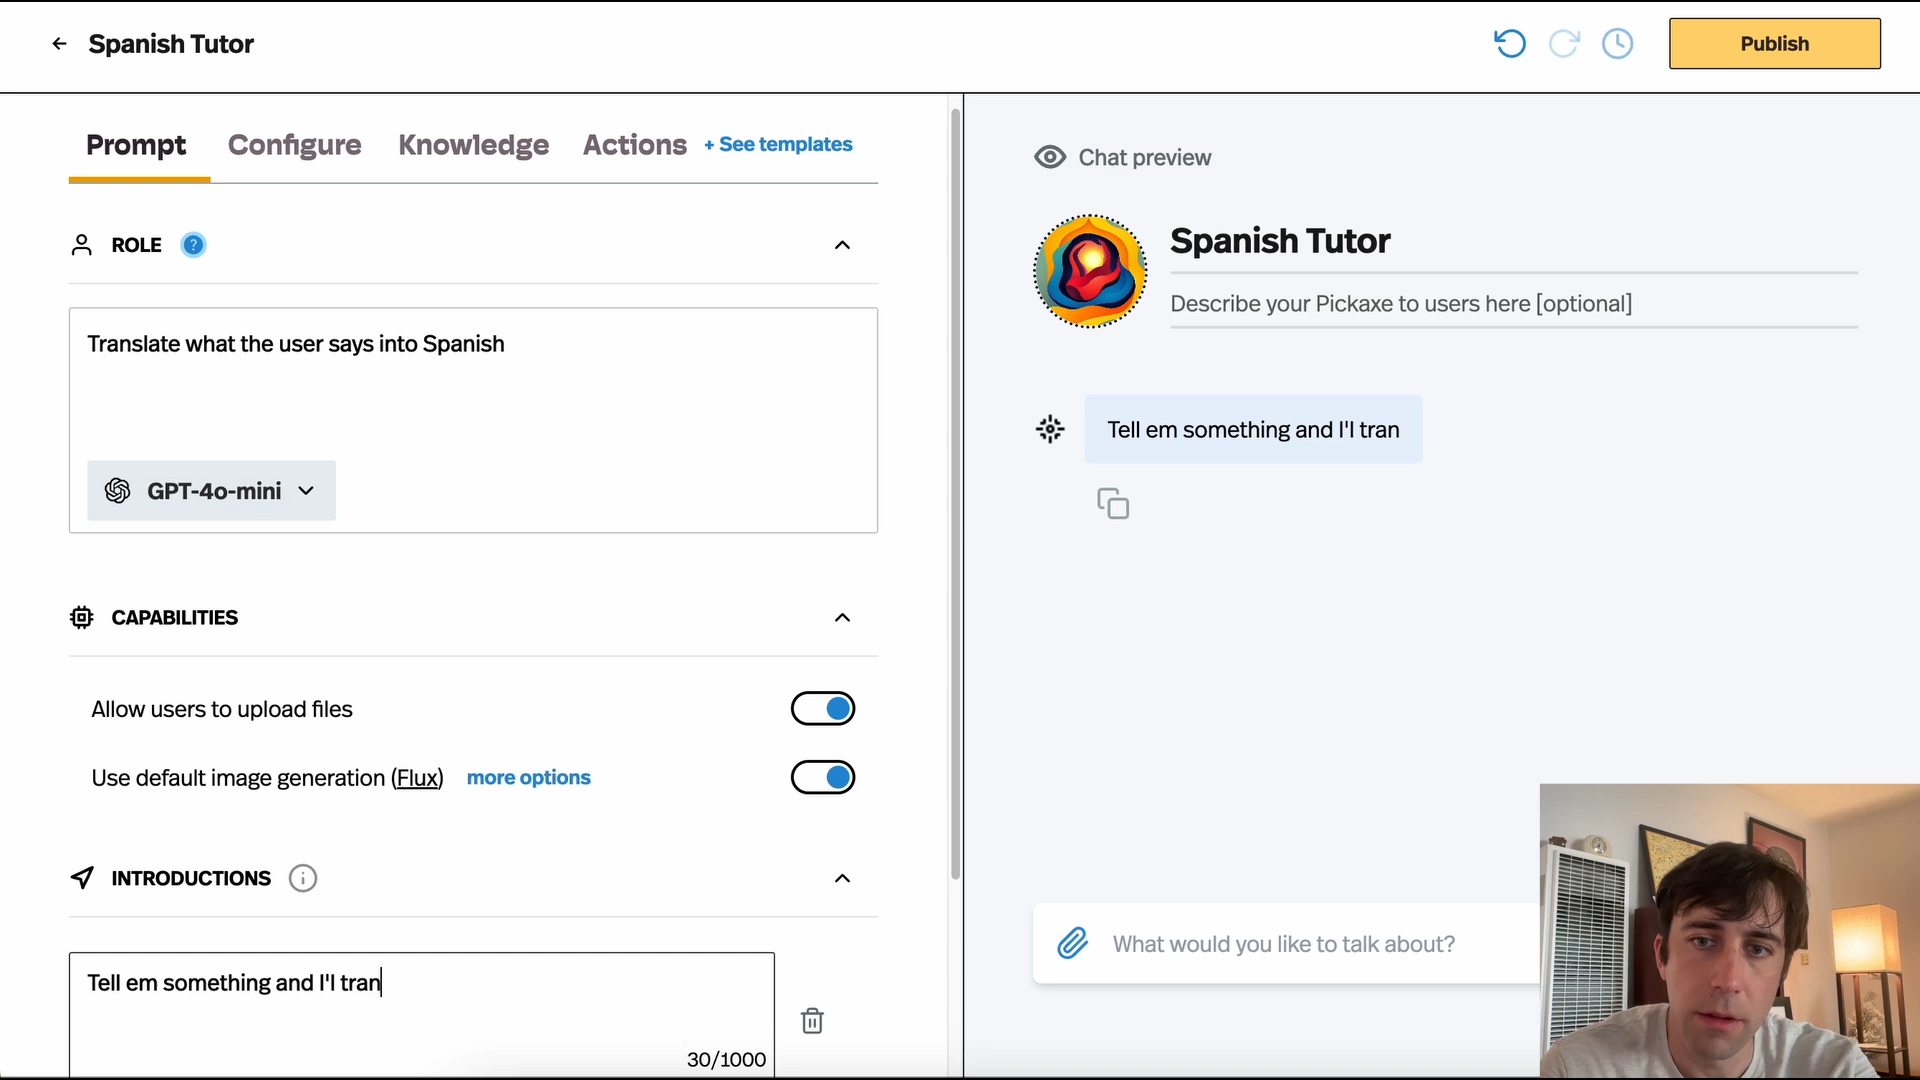 Spanish Tutor
Publish
Prompt Configure Knowledge Actions + See templates
ROLE ?
Translate what the user says into Spanish
GPT-4o-mini
CAPABILITIES
Allow users to upload files
Use default image generation (Flux) more options
INTRODUCTIONS i
Tell em something and I'l tran
30/1000
Chat preview
Spanish Tutor
Describe your Pickaxe to users here [optional]
Tell em something and I'l tran
What would you like to talk about?